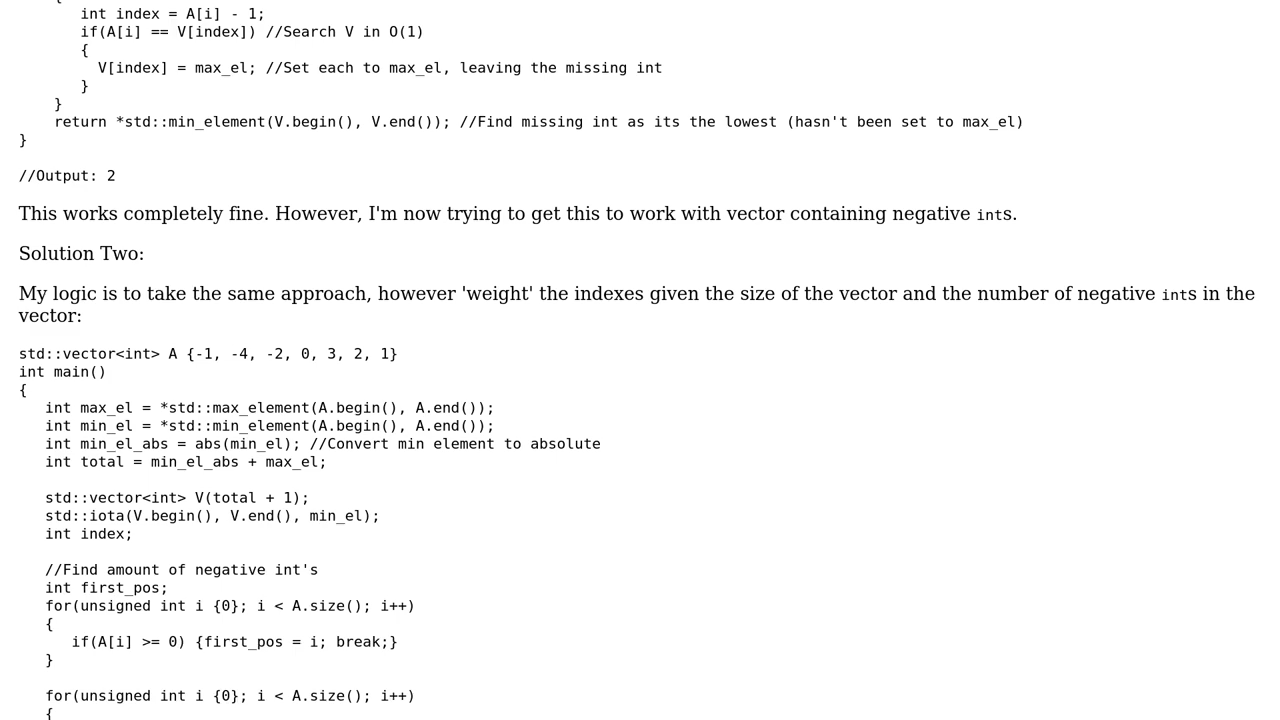 {
int index = A[i] - 1;
if(A[i] == V[index]) //Search V in O(1)
{
V[index] = max_el; //Set each to max_el, leaving the missing int
}
}
return *std::min_element(V.begin(), V.end()); //Find missing int as its the lowest (hasn't been set to max_el)
}
//Output: 2
This works completely fine. However, I'm now trying to get this to work with vector containing negative ints.
Solution Two:
My logic is to take the same approach, however 'weight' the indexes given the size of the vector and the number of negative ints in the
vector:
std::vector<int> A {-1, -4, -2, 0, 3, 2, 1}
int main()
{
int max_el = *std::max_element(A.begin(), A.end());
int min_el = *std::min_element(A.begin(), A.end());
int min_el_abs = abs(min_el); //Convert min element to absolute
int total = min_el_abs + max_el;
std::vector<int> V(total + 1);
std::iota(V.begin(), V.end(), min_el);
int index;
//Find amount of negative int's
int first_pos;
for(unsigned int i {0}; i < A.size(); i++)
{
if(A[i] >= 0) {first_pos = i; break;}
}
for(unsigned int i {0}; i < A.size(); i++)
{